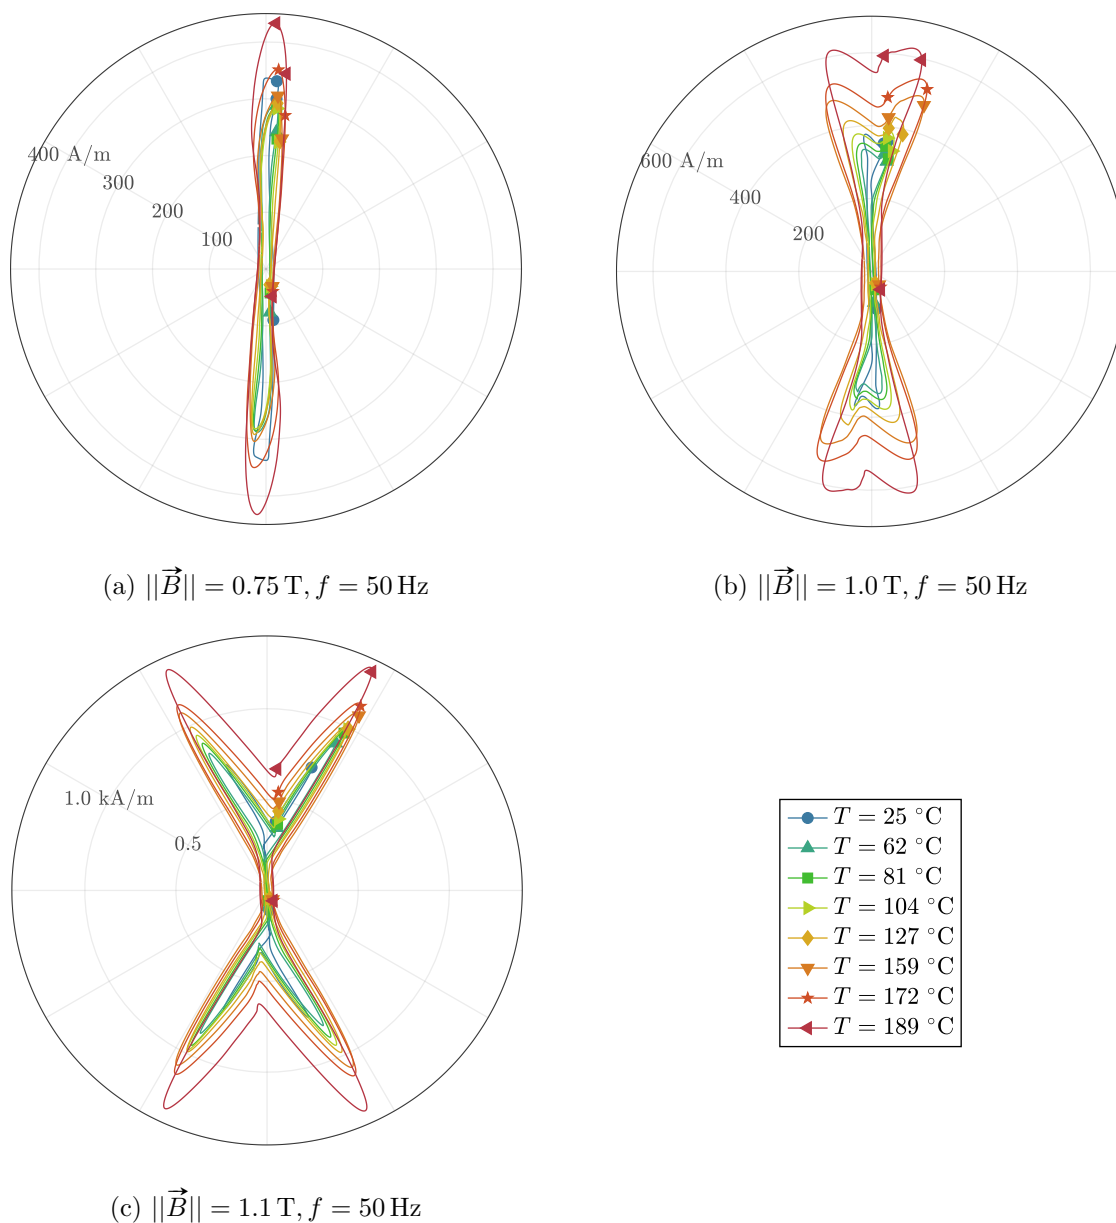 400 A/m
300
200
100
600 A/m
400
200
(a) ||B⃗|| = 0.75 T, f = 50 Hz
(b) ||B⃗|| = 1.0 T, f = 50 Hz
1.0 kA/m
0.5
T = 25 °C
T = 62 °C
T = 81 °C
T = 104 °C
T = 127 °C
T = 159 °C
T = 172 °C
T = 189 °C
(c) ||B⃗|| = 1.1 T, f = 50 Hz